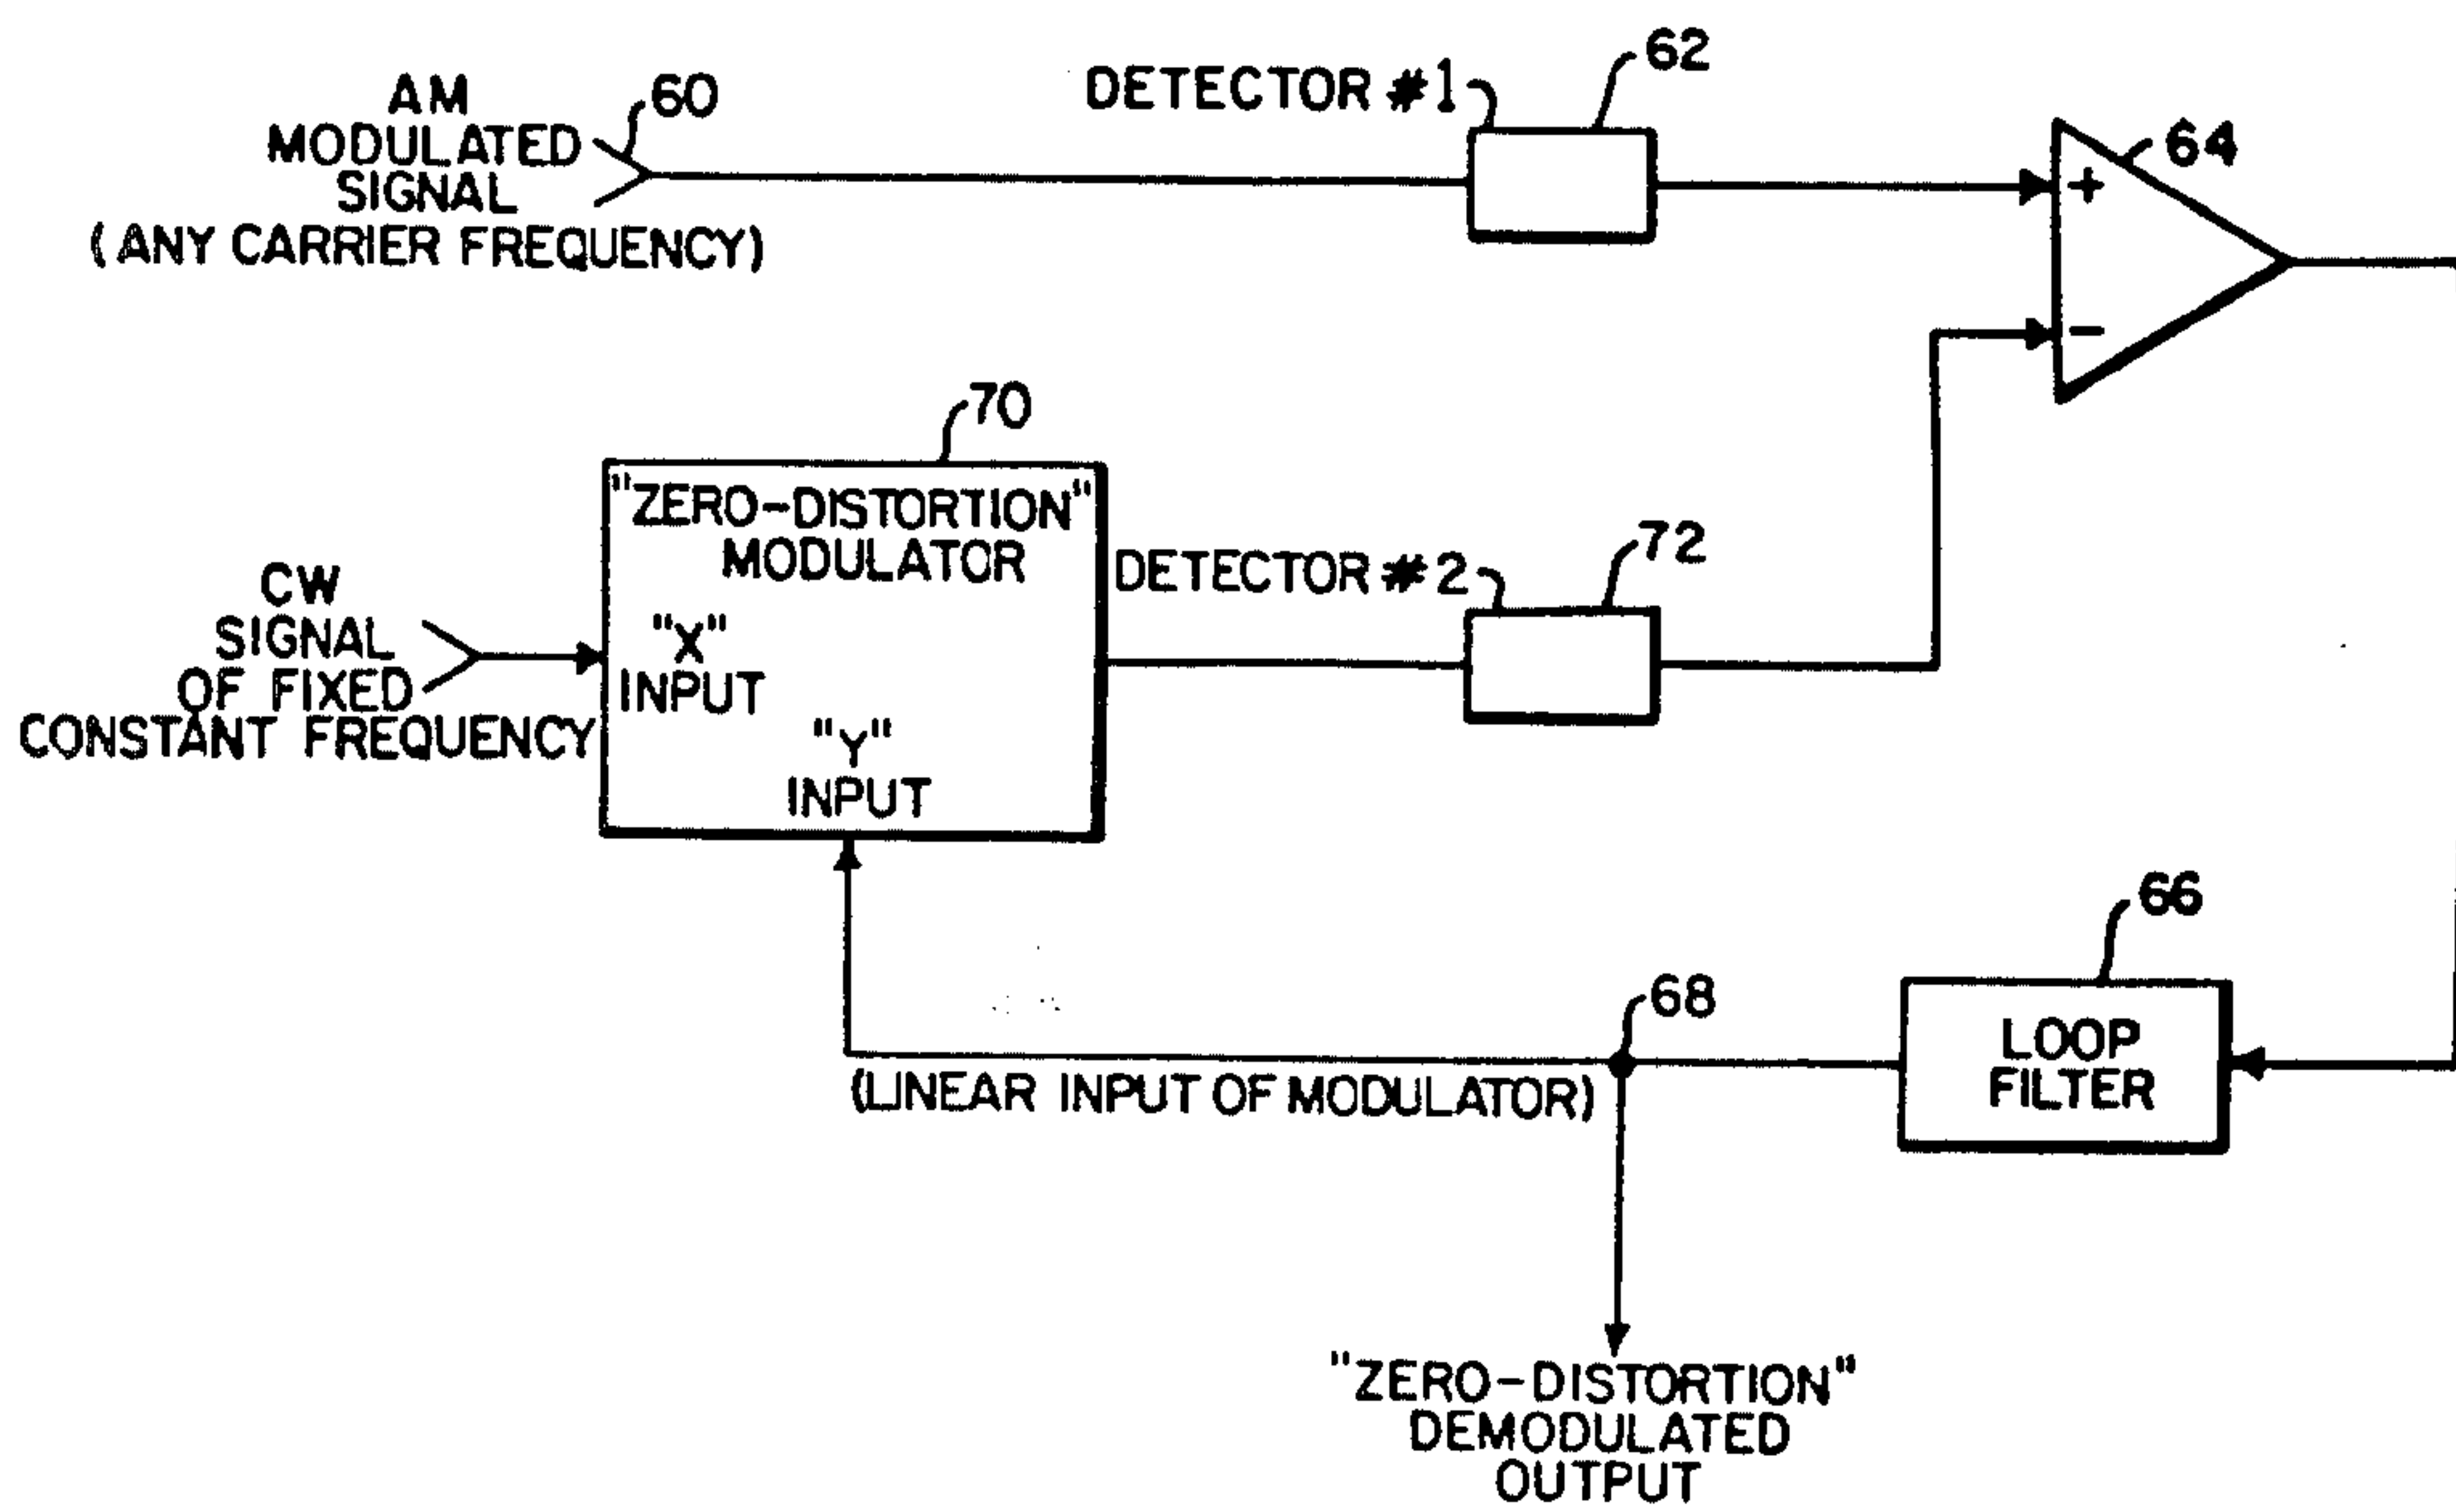 AM
MODULATED
SIGNAL
(ANY CARRIER FREQUENCY)
60
DETECTOR #1
62
64
+
-
70
"ZERO-DISTORTION"
MODULATOR
"X"
INPUT
"Y"
INPUT
CW
SIGNAL
OF FIXED
CONSTANT FREQUENCY
DETECTOR #2
72
66
LOOP
FILTER
68
(LINEAR INPUT OF MODULATOR)
"ZERO-DISTORTION"
DEMODULATED
OUTPUT